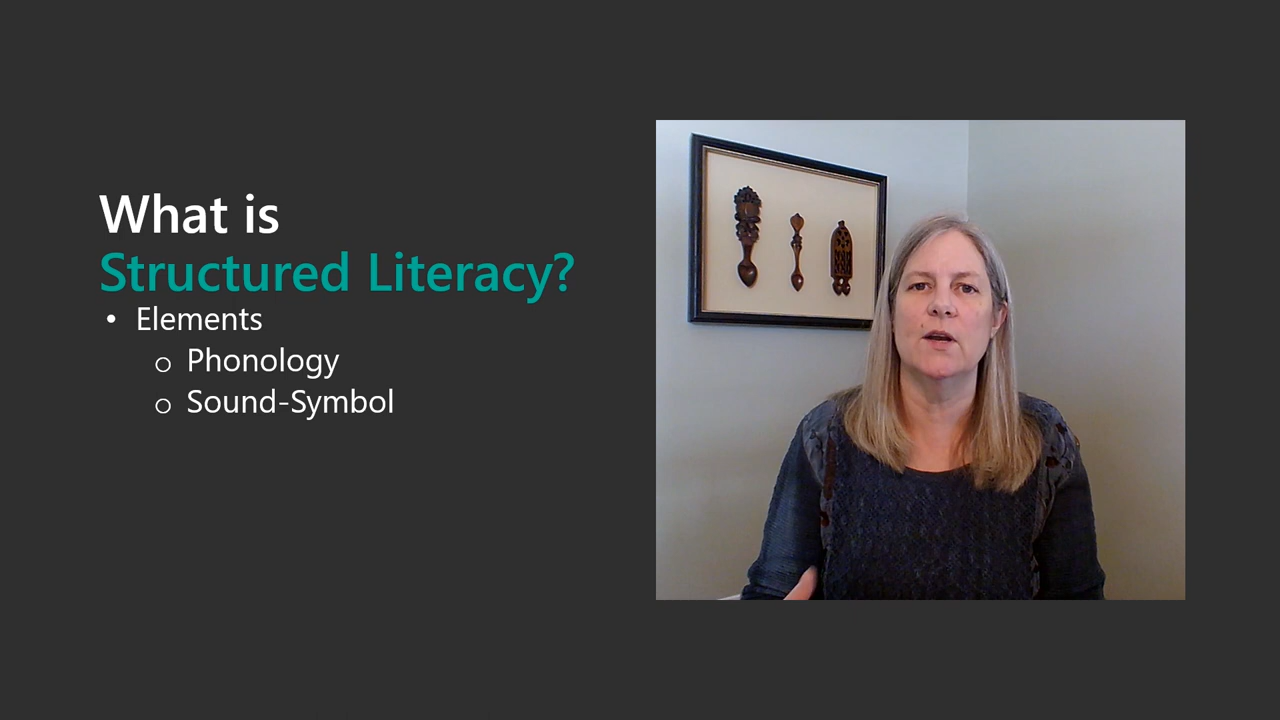 What is
Structured Literacy?
• Elements
o Phonology
o Sound-Symbol